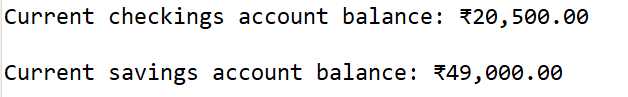 Current checkings account balance: ₹20,500.00
Current savings account balance: ₹49,000.00